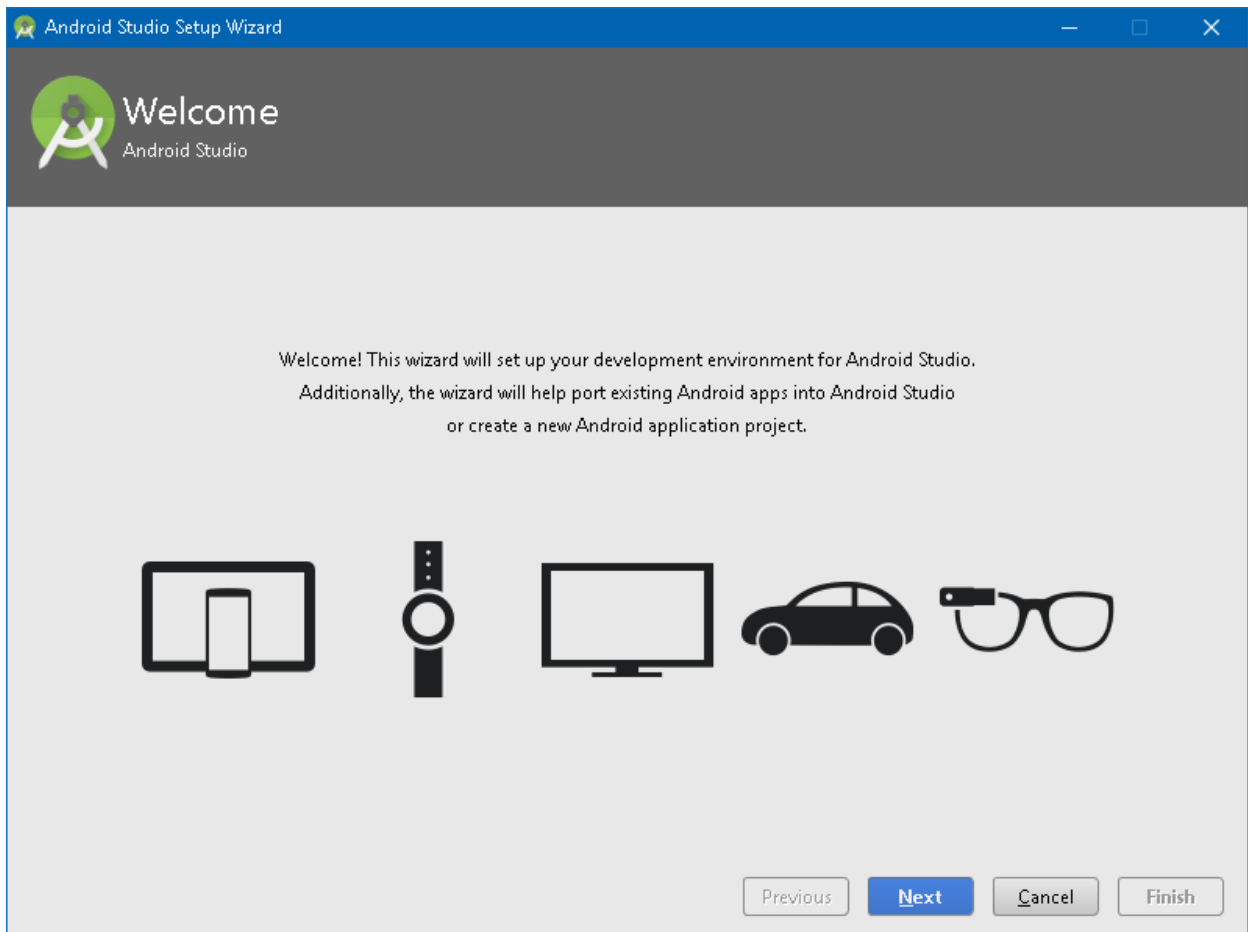 Android Studio Setup Wizard
Welcome
Android Studio
Welcome! This wizard will set up your development environment for Android Studio.
Additionally, the wizard will help port existing Android apps into Android Studio
or create a new Android application project.
Previous Next Cancel Finish